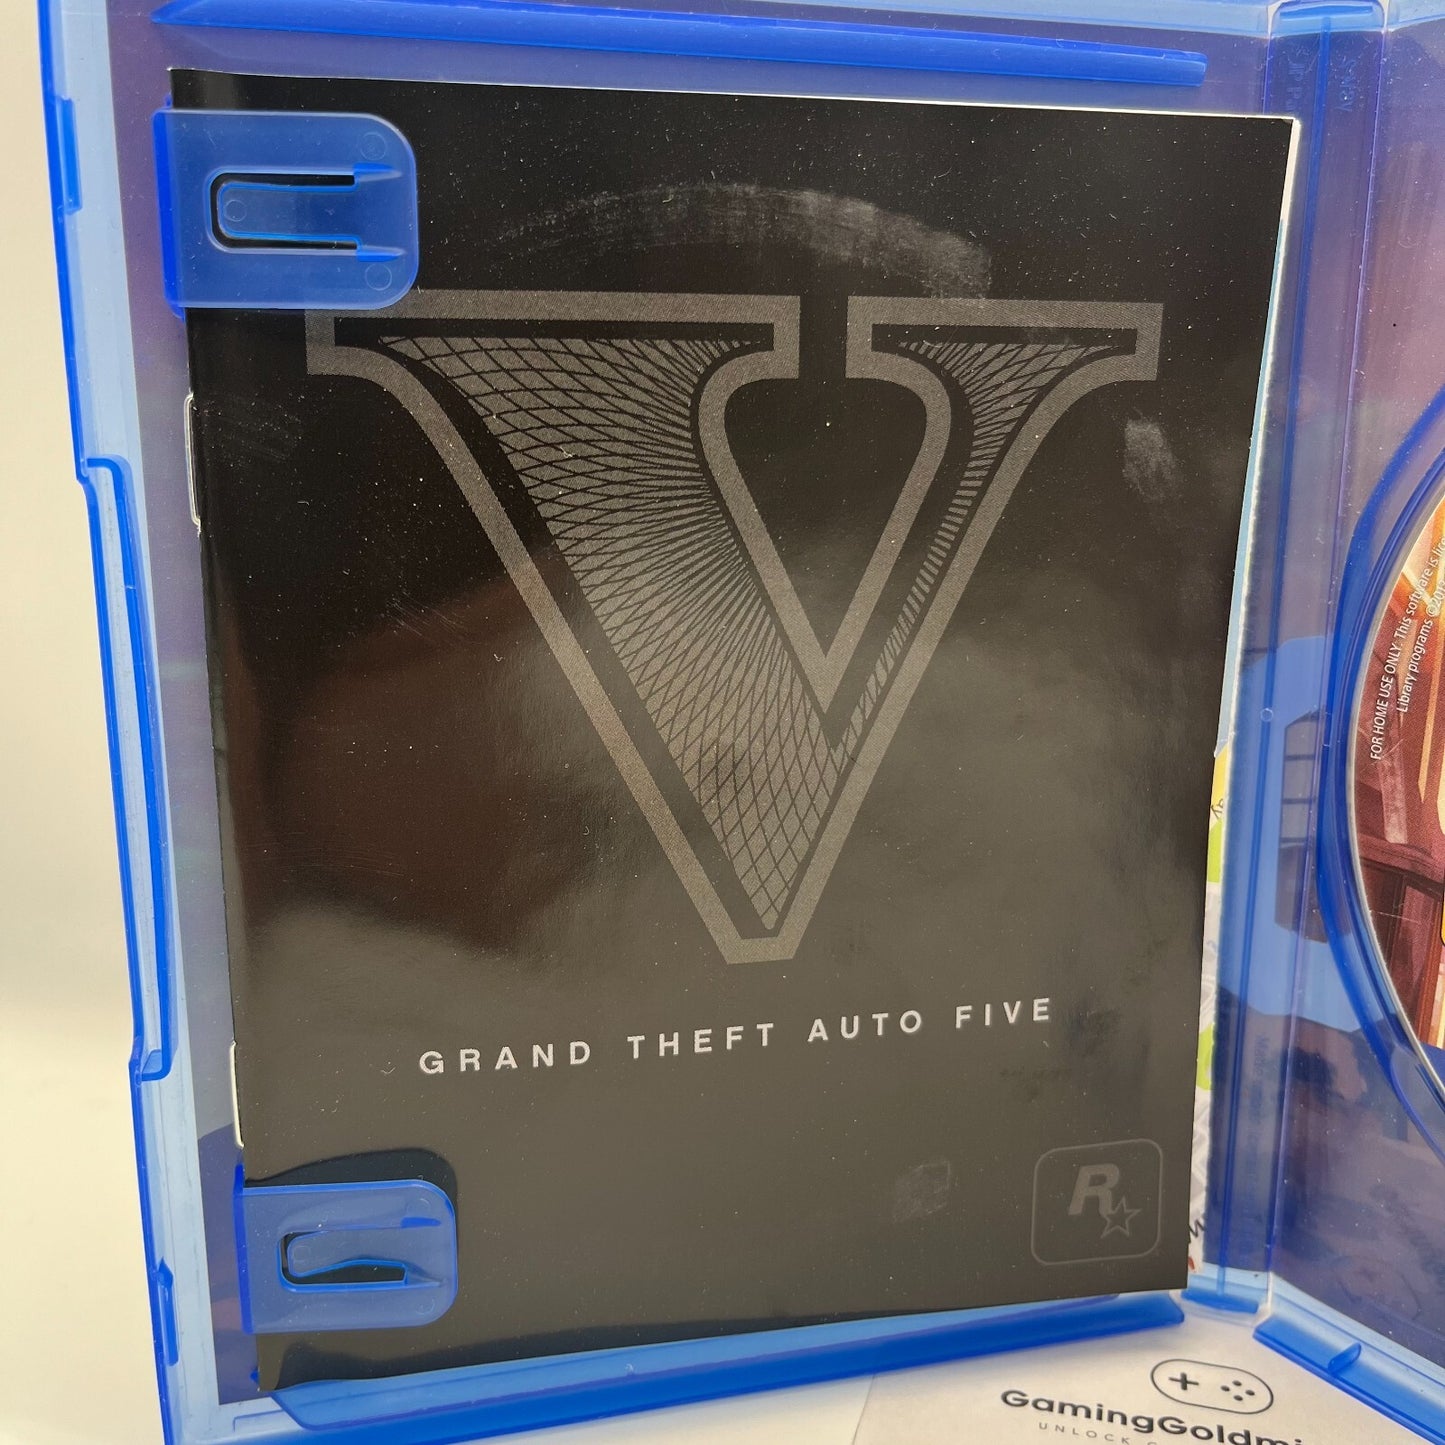 V
GRAND THEFT AUTO FIVE
R
FOR HOME USE ONLY. This software is
Library programs ©
GamingGoldmi
UNLOCK